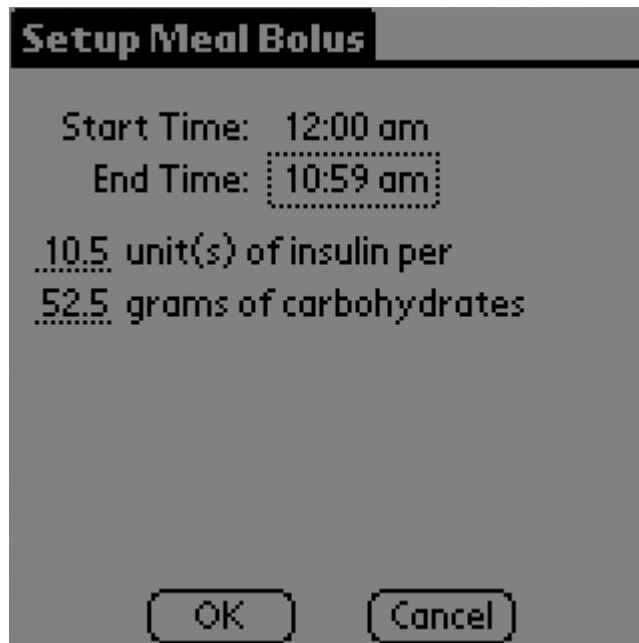 Setup Meal Bolus
Start Time: 12:00 am
End Time: 10:59 am
10.5 unit(s) of insulin per
52.5 grams of carbohydrates
OK Cancel